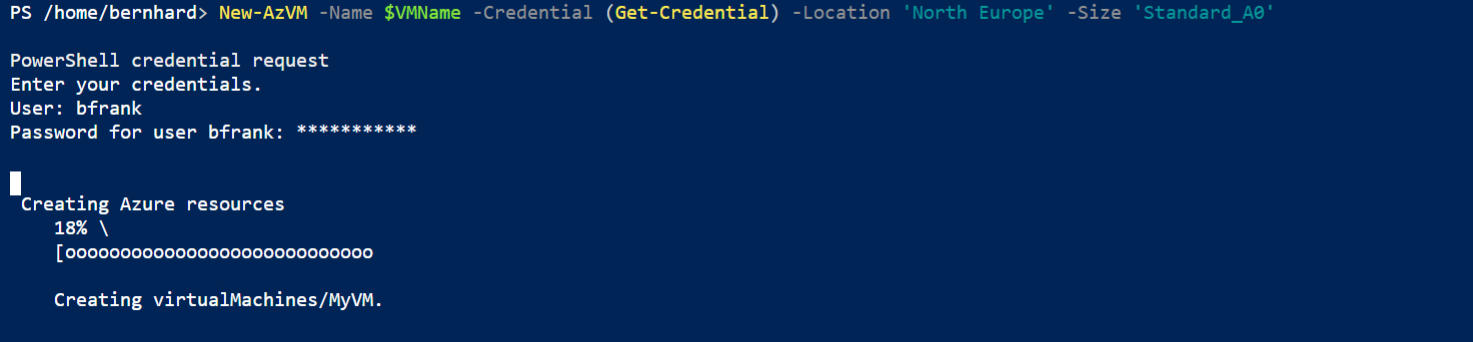 PS /home/bernhard> New-AzVM -Name $VMName -Credential (Get-Credential) -Location 'North Europe' -Size 'Standard_A0'
PowerShell credential request
Enter your credentials.
User: bfrank
Password for user bfrank: ***********
Creating Azure resources
18% \
[oooooooooooooooooooooooooooo
Creating virtualMachines/MyVM.